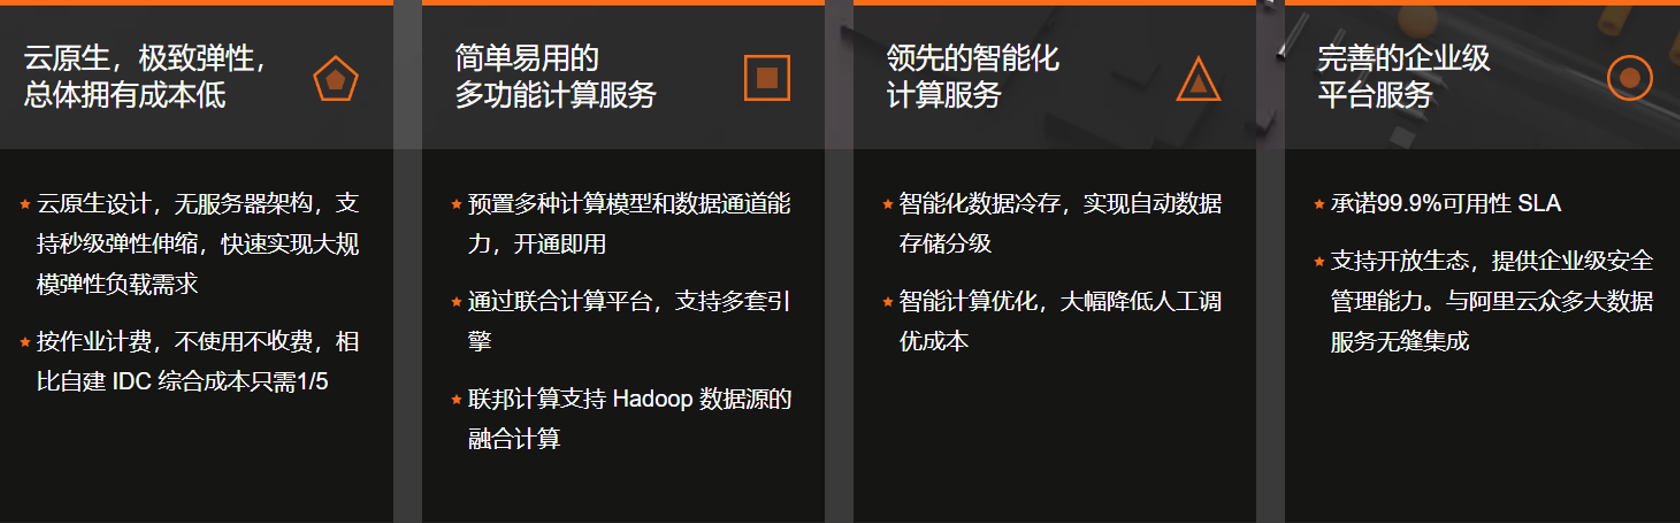 云原生，极致弹性，
总体拥有成本低
云原生设计，无服务器架构，支
持秒级弹性伸缩，快速实现大规
模弹性负载需求
按作业计费，不使用不收费，相
比自建 IDC 综合成本只需1/5
简单易用的
多功能计算服务
预置多种计算模型和数据通道能
力，开通即用
通过联合计算平台，支持多套引
擎
联邦计算支持 Hadoop 数据源的
融合计算
领先的智能化
计算服务
智能化数据冷存，实现自动数据
存储分级
智能计算优化，大幅降低人工调
优成本
完善的企业级
平台服务
承诺99.9%可用性 SLA
支持开放生态，提供企业级安全
管理能力。与阿里云众多大数据
服务无缝集成